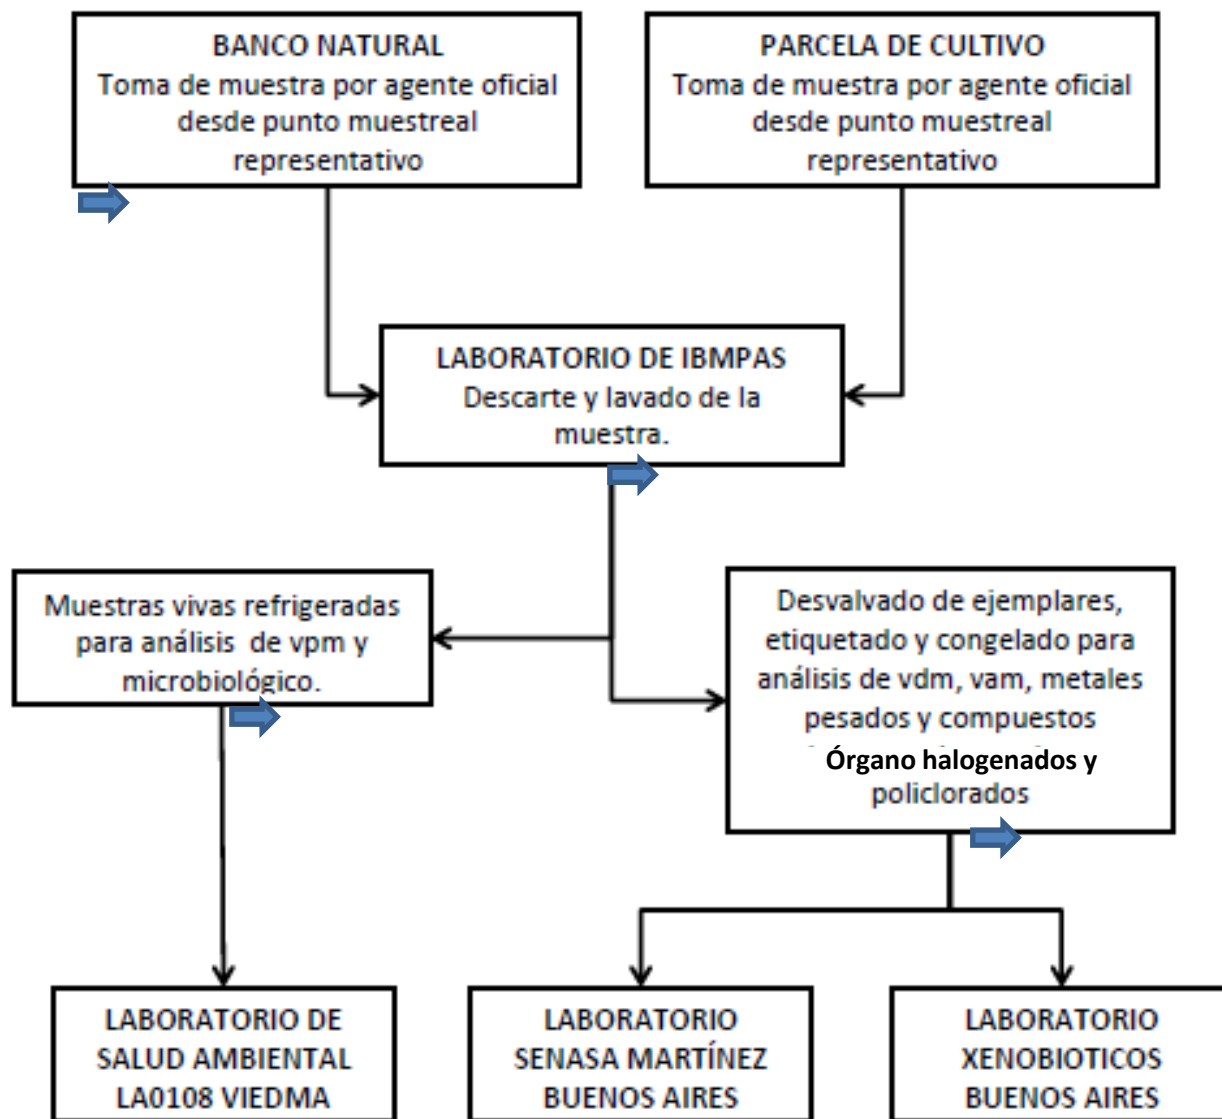 BANCO NATURAL
Toma de muestra por agente oficial
desde punto muestreal
representativo
PARCELA DE CULTIVO
Toma de muestra por agente oficial
desde punto muestreal
representativo
LABORATORIO DE IBMPAS
Descarte y lavado de la
muestra.
Muestras vivas refrigeradas
para análisis de vpm y
microbiológico.
Desvalvado de ejemplares,
etiquetado y congelado para
análisis de vdm, vam, metales
pesados y compuestos
Órgano halogenados y
policlorados
LABORATORIO DE
SALUD AMBIENTAL
LA0108 VIEDMA
LABORATORIO
SENASA MARTÍNEZ
BUENOS AIRES
LABORATORIO
XENOBIOTICOS
BUENOS AIRES